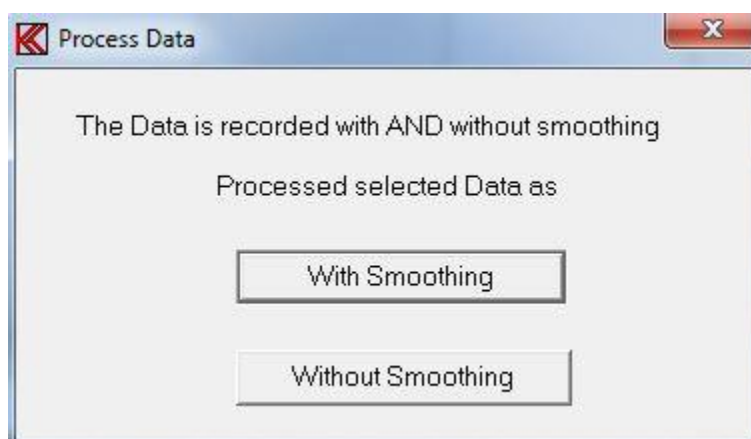 Process Data
The Data is recorded with AND without smoothing
Processed selected Data as
With Smoothing
Without Smoothing